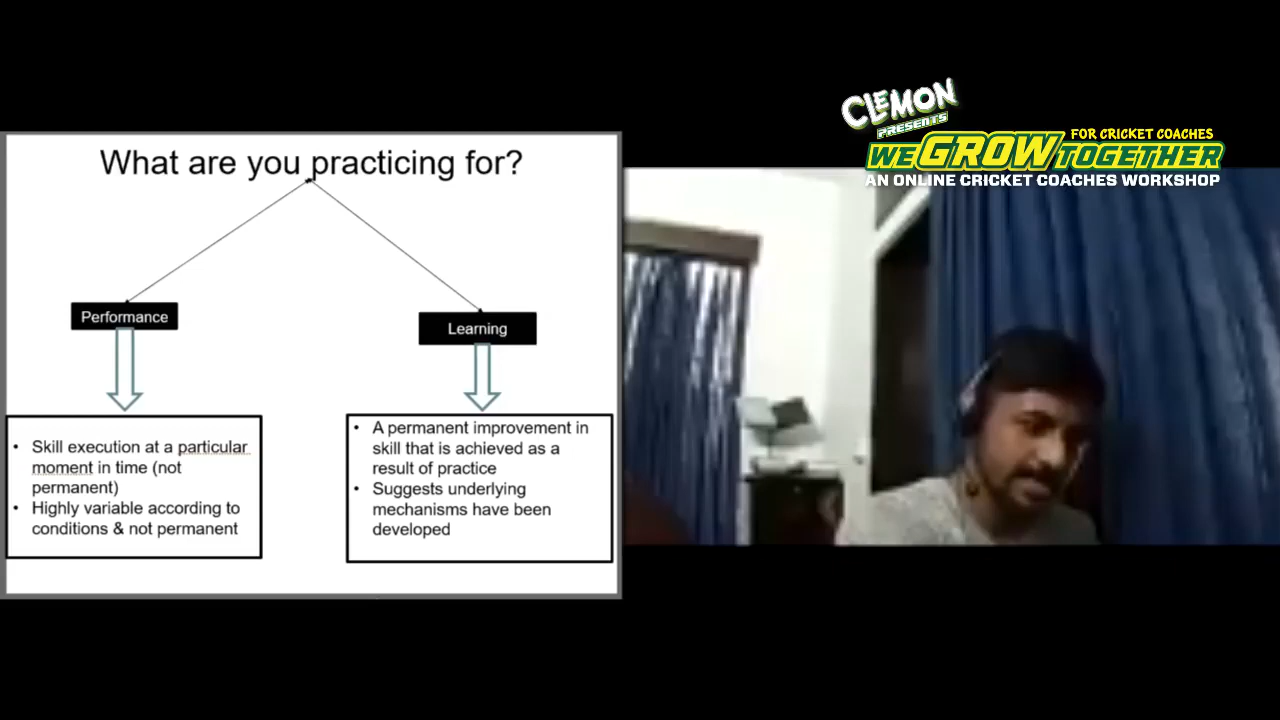 CLEMON
PRESENTS
FOR CRICKET COACHES
WE GROW TOGETHER
AN ONLINE CRICKET COACHES WORKSHOP
What are you practicing for?
Performance
Learning
• Skill execution at a particular
moment in time (not
permanent)
• Highly variable according to
conditions & not permanent
• A permanent improvement in
skill that is achieved as a
result of practice
• Suggests underlying
mechanisms have been
developed